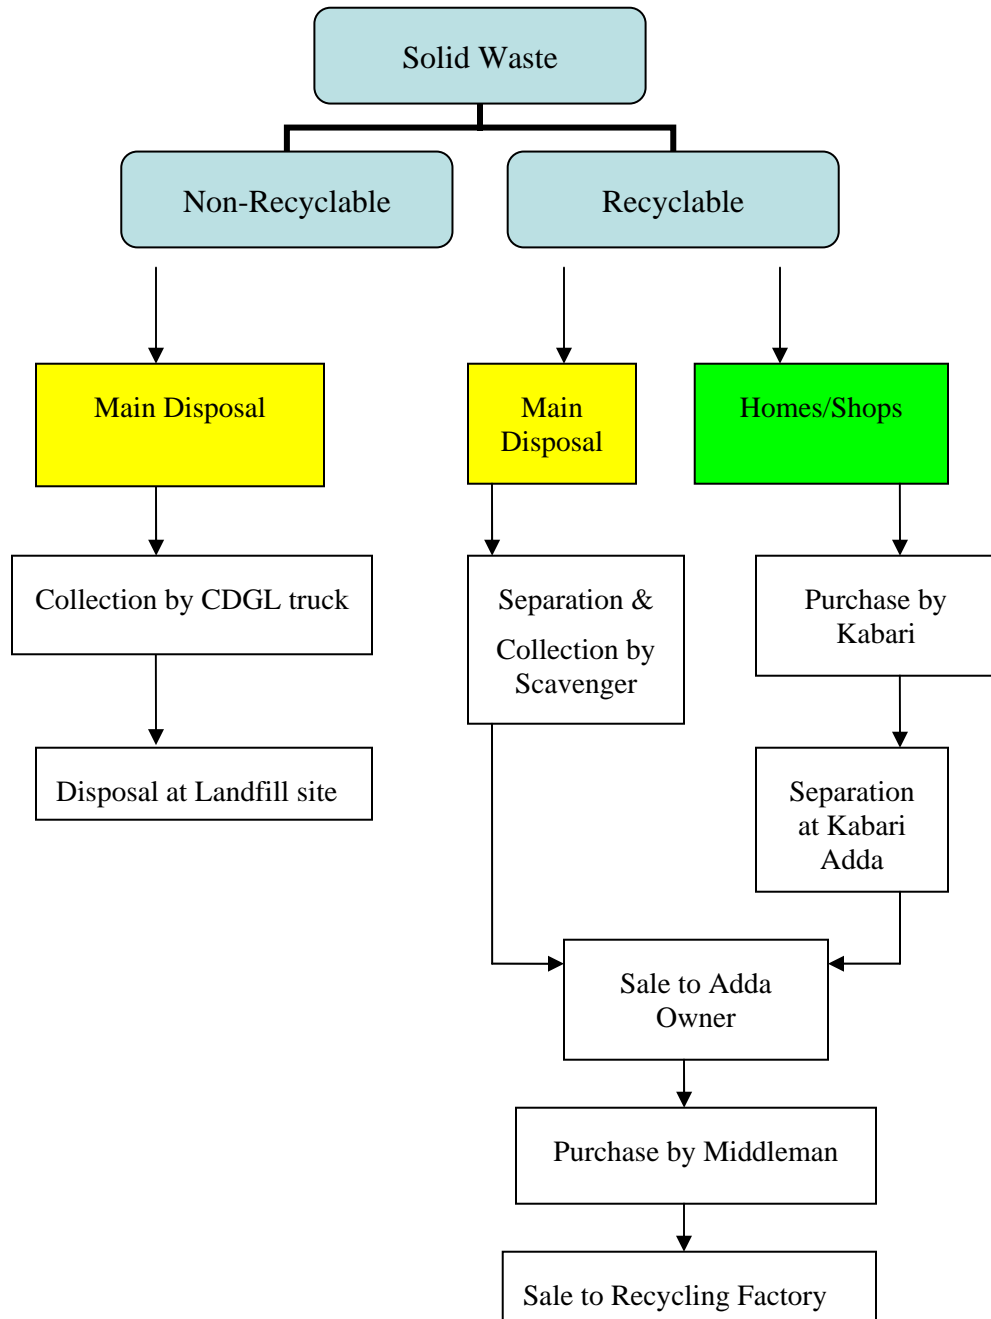 Solid Waste
Non-Recyclable
Recyclable
Main Disposal
Main
Disposal
Homes/Shops
Collection by CDGL truck
Separation &
Collection by
Scavenger
Purchase by
Kabari
Disposal at Landfill site
Separation
at Kabari
Adda
Sale to Adda
Owner
Purchase by Middleman
Sale to Recycling Factory